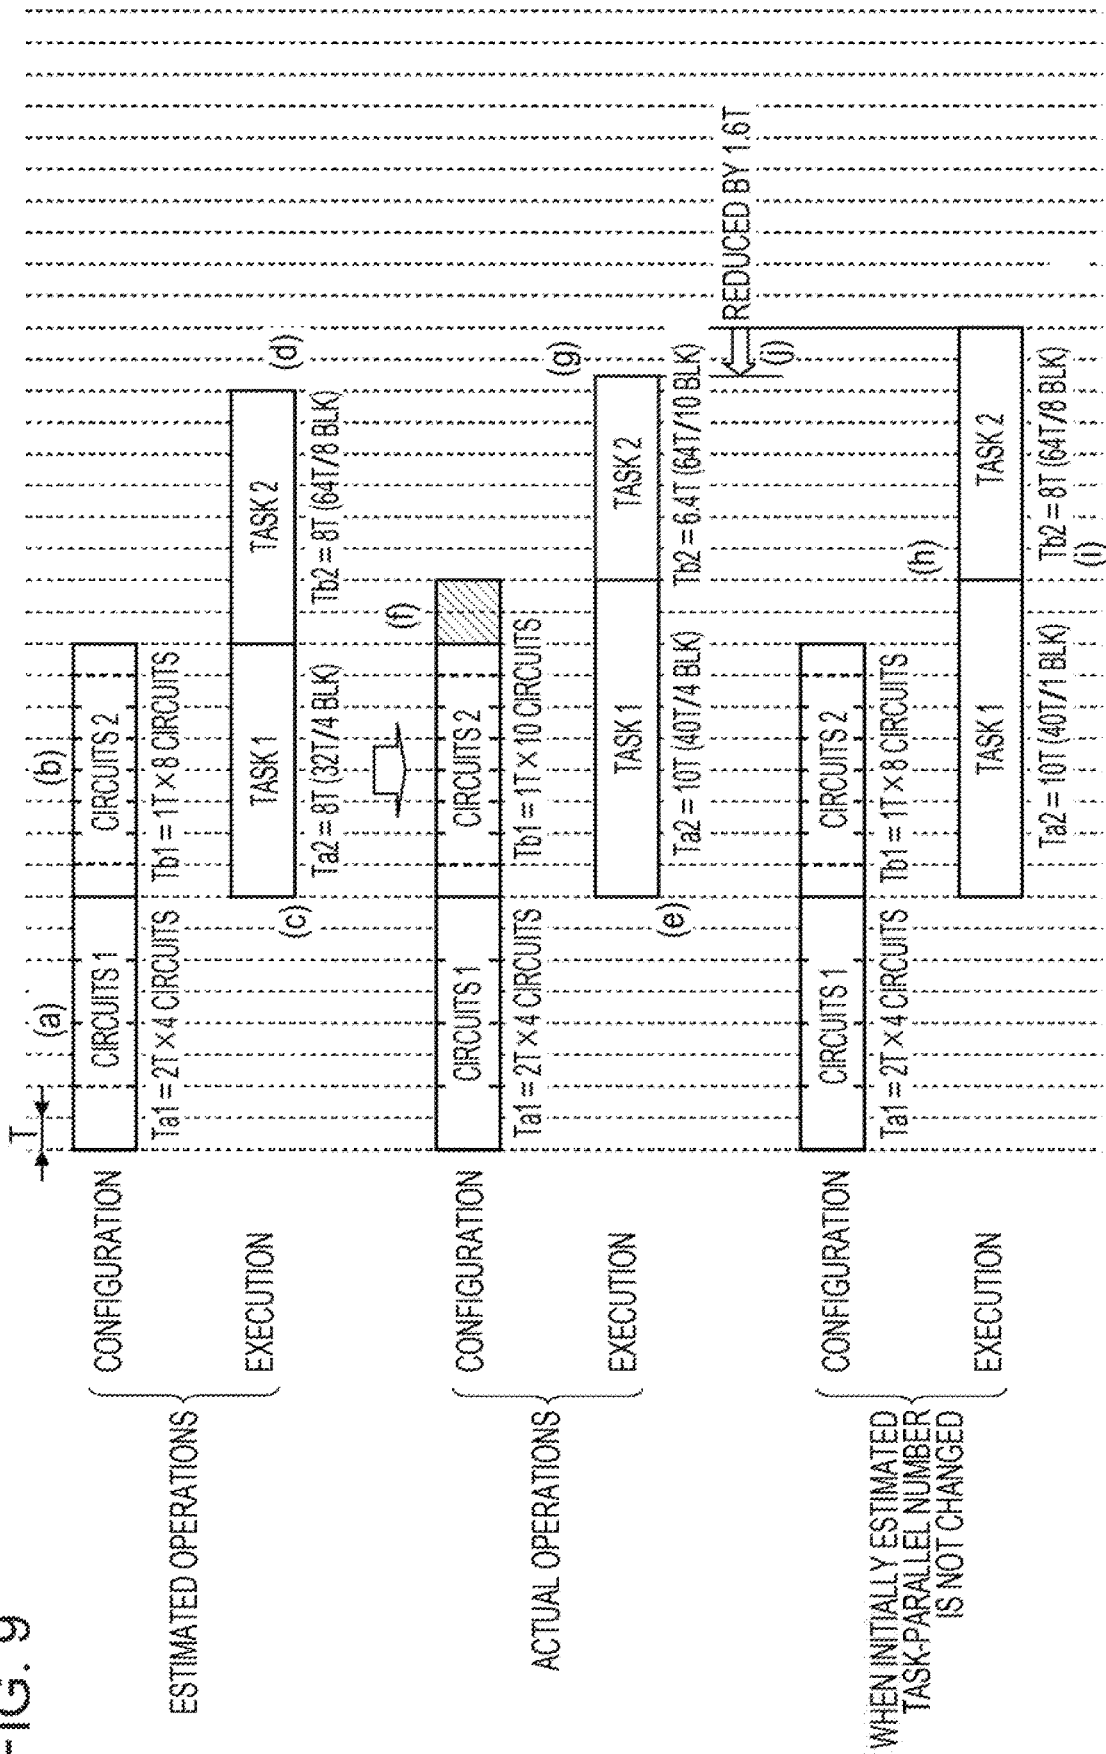 FIG. 9
T
(a)
(b)
ESTIMATED OPERATIONS
CONFIGURATION
CIRCUITS 1
CIRCUITS 2
Ta1 = 2T × 4 CIRCUITS
Tb1 = 1T × 8 CIRCUITS
EXECUTION
(c)
TASK 1
TASK 2
(d)
Ta2 = 8T (32T/4 BLK)
Tb2 = 8T (64T/8 BLK)
ACTUAL OPERATIONS
CONFIGURATION
CIRCUITS 1
CIRCUITS 2
(f)
Ta1 = 2T × 4 CIRCUITS
Tb1 = 1T × 10 CIRCUITS
EXECUTION
TASK 1
TASK 2
(g)
(e)
Ta2 = 10T (40T/4 BLK)
Tb2 = 6.4T (64T/10 BLK)
REDUCED BY 1.6T
(j)
WHEN INITIALLY ESTIMATED
TASK-PARALLEL NUMBER
IS NOT CHANGED
CONFIGURATION
CIRCUITS 1
CIRCUITS 2
Ta1 = 2T × 4 CIRCUITS
Tb1 = 1T × 8 CIRCUITS
EXECUTION
(h)
TASK 1
TASK 2
Ta2 = 10T (40T/1 BLK)
Tb2 = 8T (64T/8 BLK)
(i)